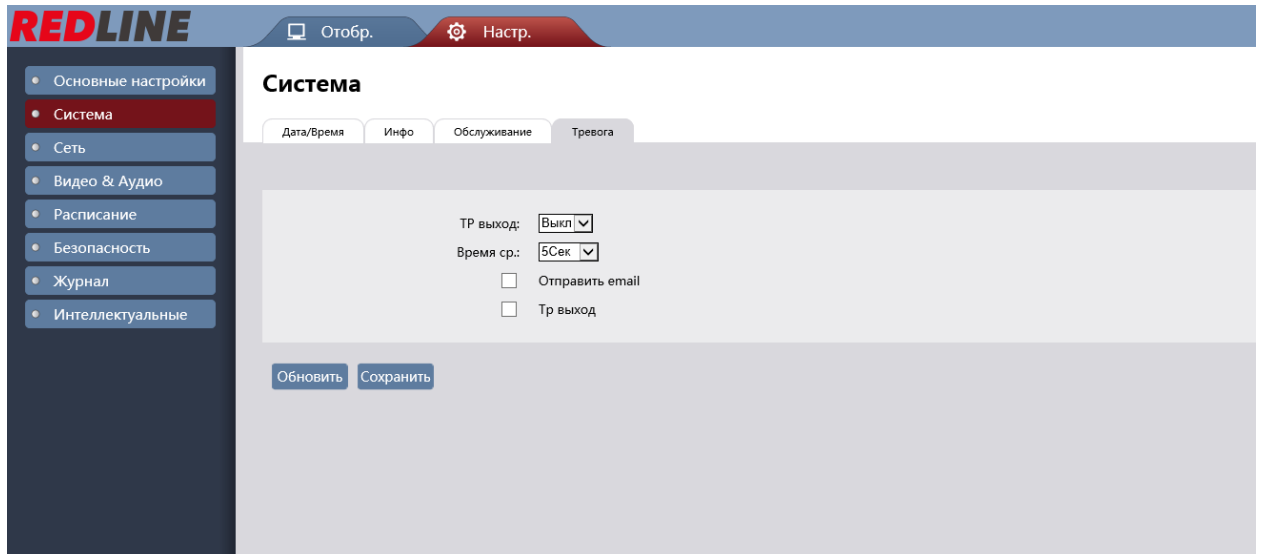 REDLINE
Отобр.
Настр.
Основные настройки
Система
Сеть
Видео & Аудио
Расписание
Безопасность
Журнал
Интеллектуальные
Система
Дата/Время Инфо Обслуживание Тревога
ТР выход: Выкл
Время ср.: 5Сек
Отправить email
Тр выход
Обновить Сохранить